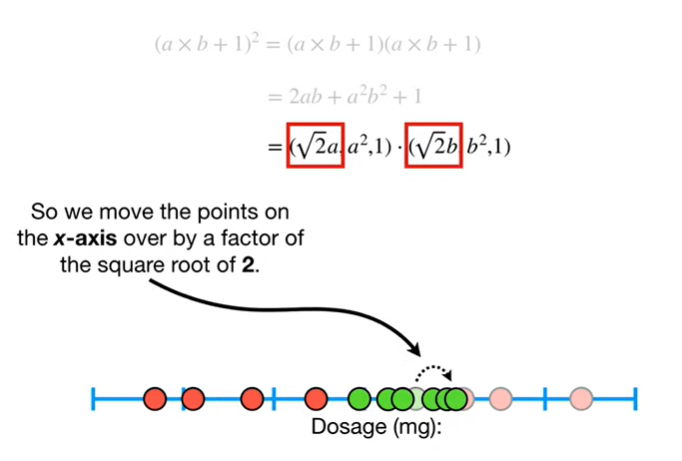 (a × b + 1)² = (a × b + 1)(a × b + 1)
= 2ab + a²b² + 1
= (√2a, a²,1) · (√2b, b²,1)
So we move the points on
the x-axis over by a factor of
the square root of 2.
Dosage (mg):